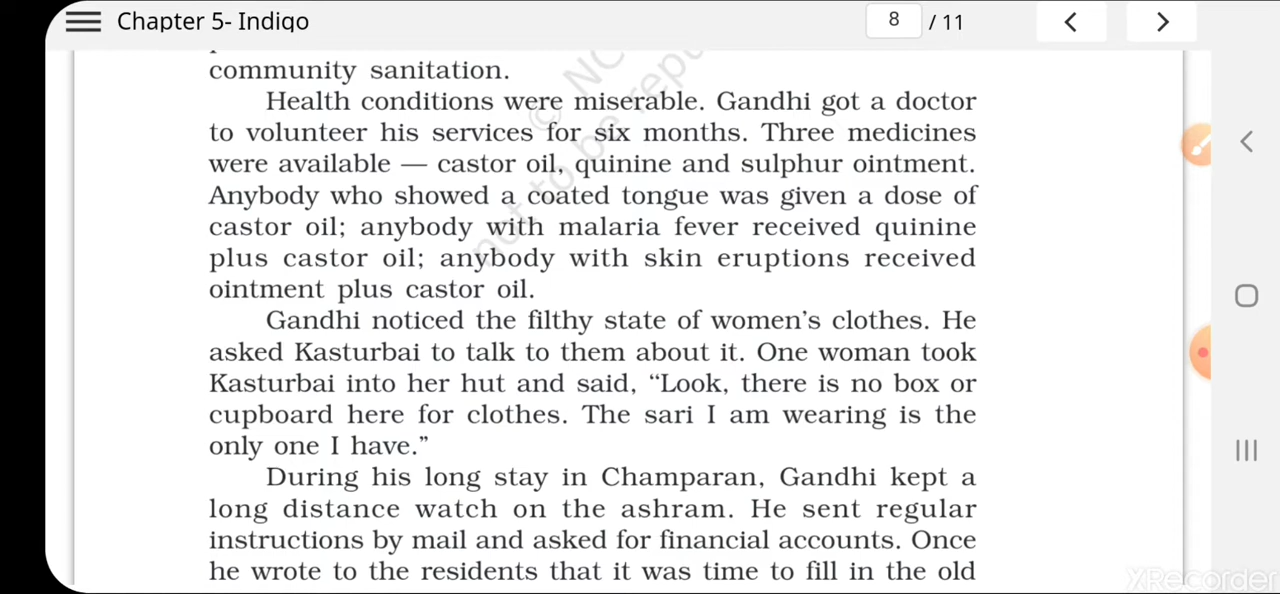 Chapter 5- Indigo
8 / 11
community sanitation.
Health conditions were miserable. Gandhi got a doctor
to volunteer his services for six months. Three medicines
were available — castor oil, quinine and sulphur ointment.
Anybody who showed a coated tongue was given a dose of
castor oil; anybody with malaria fever received quinine
plus castor oil; anybody with skin eruptions received
ointment plus castor oil.
Gandhi noticed the filthy state of women's clothes. He
asked Kasturbai to talk to them about it. One woman took
Kasturbai into her hut and said, “Look, there is no box or
cupboard here for clothes. The sari I am wearing is the
only one I have.”
During his long stay in Champaran, Gandhi kept a
long distance watch on the ashram. He sent regular
instructions by mail and asked for financial accounts. Once
he wrote to the residents that it was time to fill in the old
not to be repu
© NC
XRecorder